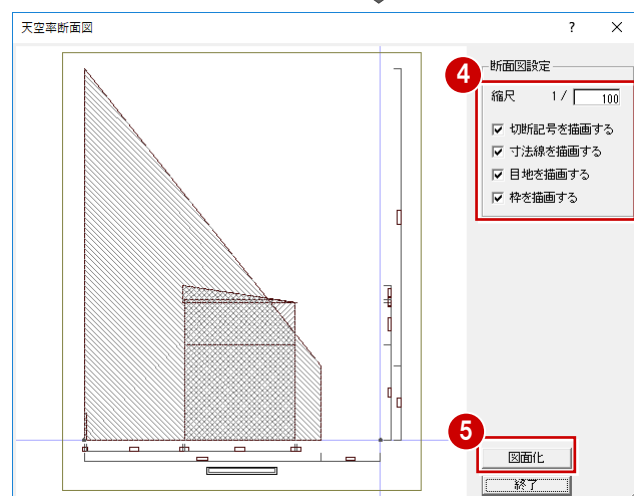 天空率断面図
? ×
4
断面図設定
縮尺 1 / 100
切断記号を描画する
寸法線を描画する
目地を描画する
枠を描画する
5
図面化
終了